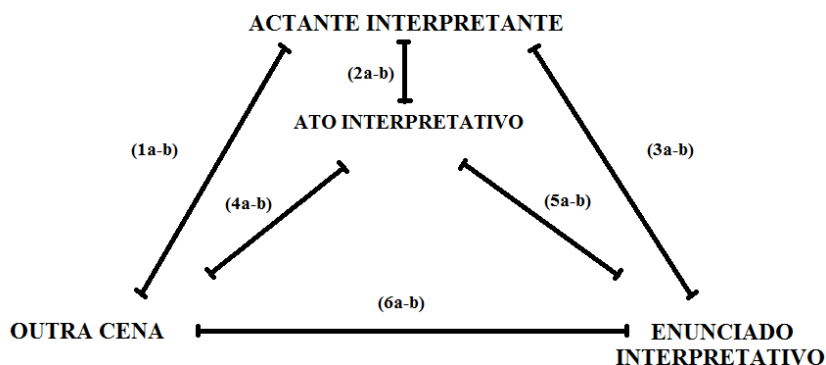 ACTANTE INTERPRETANTE
(2a-b)
ATO INTERPRETATIVO
(1a-b)
(3a-b)
(4a-b)
(5a-b)
(6a-b)
OUTRA CENA
ENUNCIADO
INTERPRETATIVO